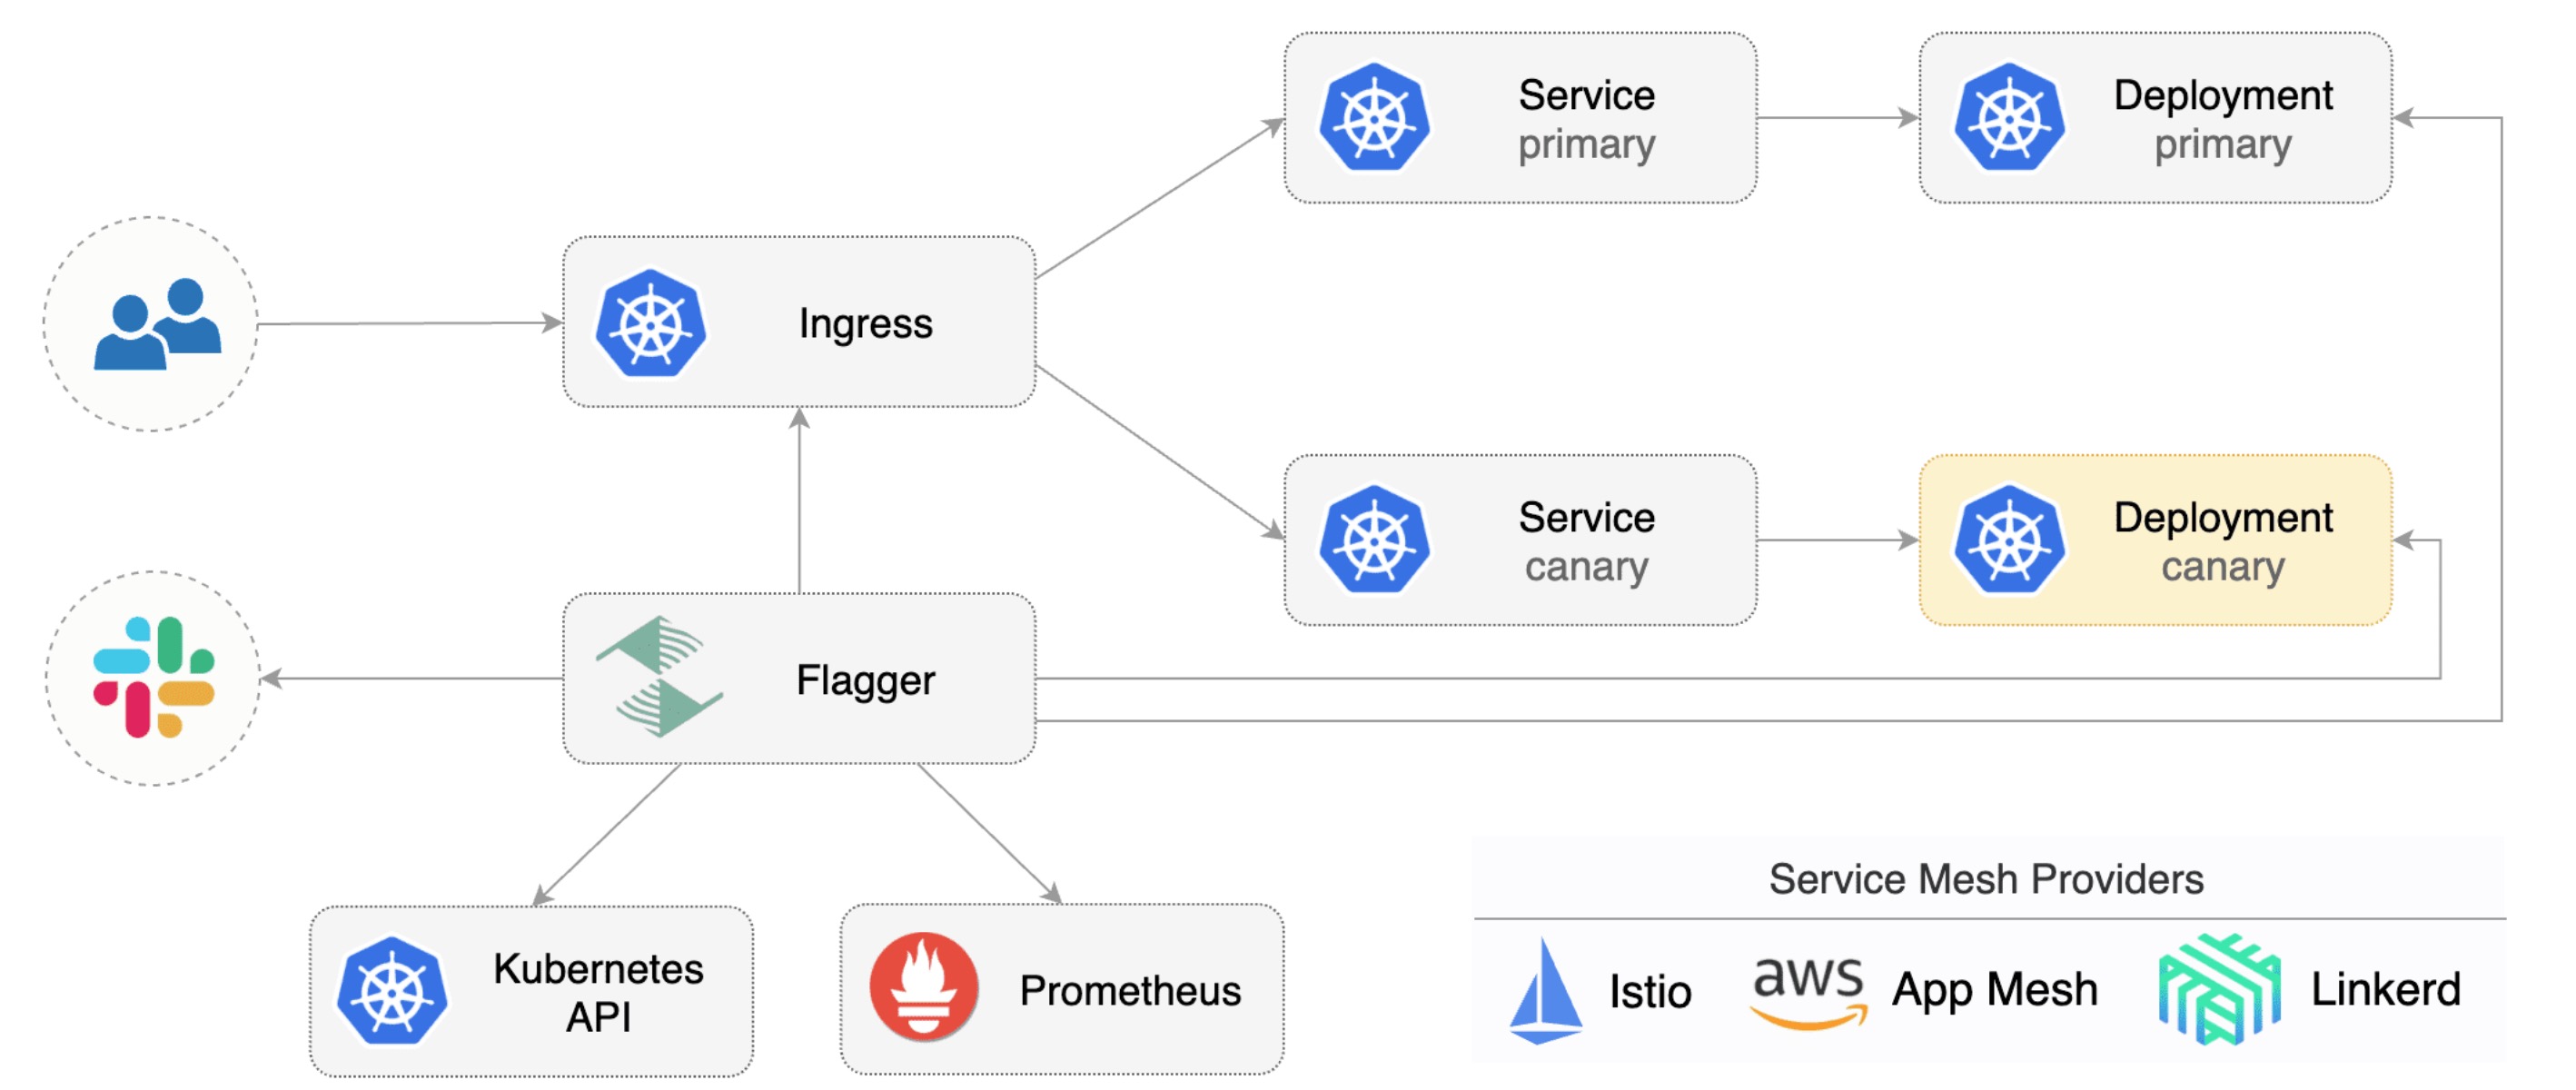 Service
primary
Deployment
primary
Ingress
Service
canary
Deployment
canary
Flagger
Kubernetes
API
Prometheus
Service Mesh Providers
Istio
aws
App Mesh
Linkerd